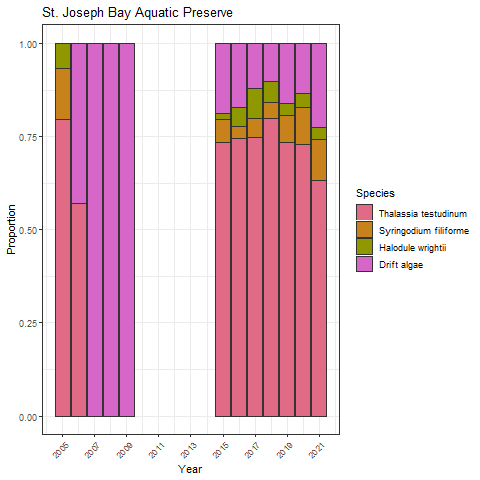 St. Joseph Bay Aquatic Preserve
1.00
0.75
0.50
0.25
0.00
Proportion
2005
2007
2009
2011
2013
2015
2017
2019
2021
Year
Species
Thalassia testudinum
Syringodium filiforme
Halodule wrightii
Drift algae